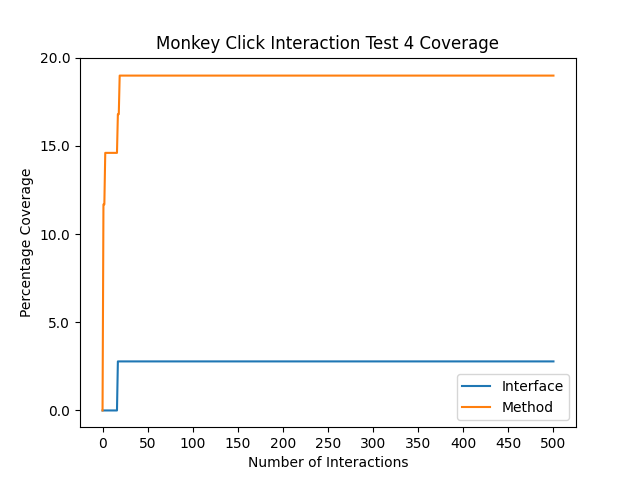 Monkey Click Interaction Test 4 Coverage
20.0
15.0
10.0
5.0
0.0
Percentage Coverage
Interface
Method
0 50 100 150 200 250 300 350 400 450 500
Number of Interactions